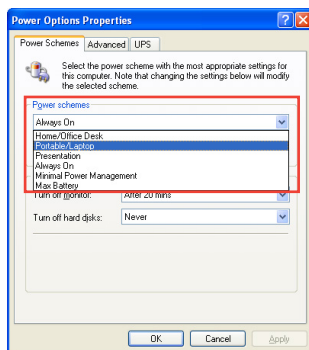 Power Options Properties
Power Schemes Advanced UPS
Select the power scheme with the most appropriate settings for
this computer. Note that changing the settings below will modify
the selected scheme.
Power schemes
Always On
Home/Office Desk
Portable/Laptop
Presentation
Always On
Minimal Power Management
Max Battery
Turn off monitor: After 20 mins
Turn off hard disks: Never
OK Cancel Apply